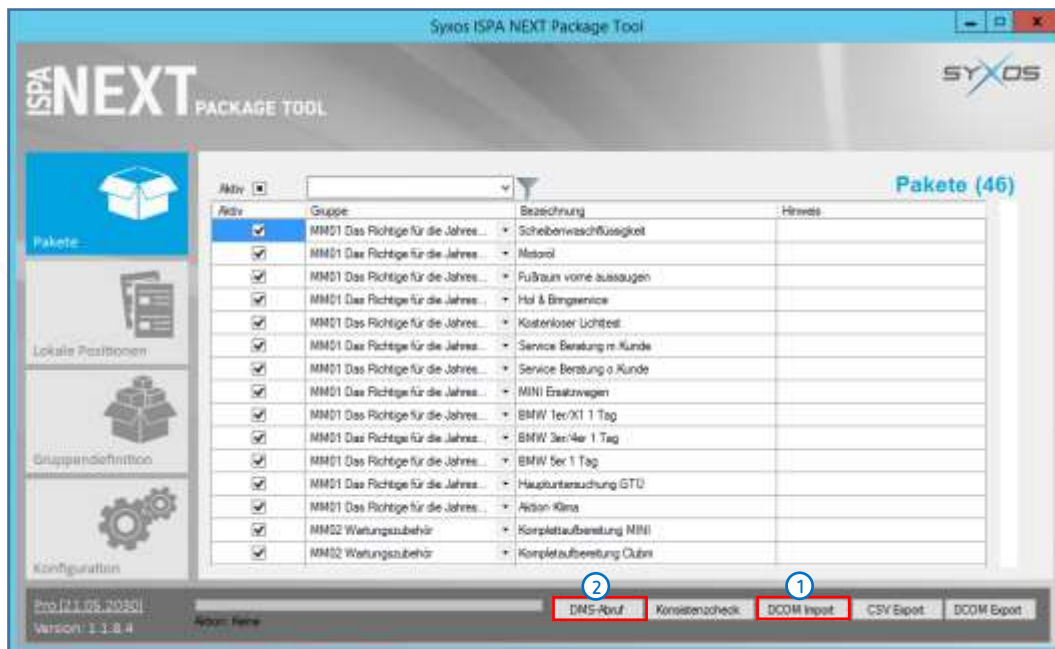 Syxos ISPA NEXT Package Tool
ISPA NEXT PACKAGE TOOL
SYXOS
Pakete (46)
Aktiv
Aktiv Gruppe Bezeichnung Hinweis
MM01 Das Richtige für die Jahres... Scheibenwaschflüssigkeit
MM01 Das Richtige für die Jahres... Motoröl
MM01 Das Richtige für die Jahres... Fußraum vorne aussaugen
MM01 Das Richtige für die Jahres... Hol & Bringservice
MM01 Das Richtige für die Jahres... Kostenloser Lichttest
MM01 Das Richtige für die Jahres... Service Beratung m.Kunde
MM01 Das Richtige für die Jahres... Service Beratung o.Kunde
MM01 Das Richtige für die Jahres... MINI Ersatzwagen
MM01 Das Richtige für die Jahres... BMW 1er/X1 1 Tag
MM01 Das Richtige für die Jahres... BMW 3er/4er 1 Tag
MM01 Das Richtige für die Jahres... BMW 5er 1 Tag
MM01 Das Richtige für die Jahres... Hauptuntersuchung GTÜ
MM01 Das Richtige für die Jahres... Aktion Klima
MM02 Wartungszubehör Komplettaufbereitung MINI
MM02 Wartungszubehör Kompletaufbereitung Clubm
Pakete
Lokale Positionen
Gruppendefinition
Konfiguration
2 1
Pro [21.05.2030]
Version: 1.1.8.4
Aktion: Keine
DMS-Abruf Konsistenzcheck DCOM Import CSV Export DCOM Export